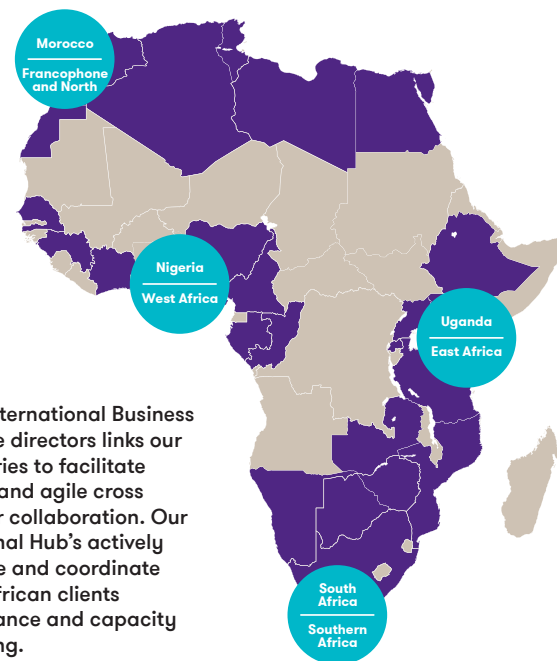 Morocco
Francophone
and North
Nigeria
West Africa
Uganda
East Africa
ternational Business
e directors links our
ries to facilitate
and agile cross
r collaboration. Our
nal Hub's actively
e and coordinate
frican clients
ance and capacity
ng.
South
Africa
Southern
Africa